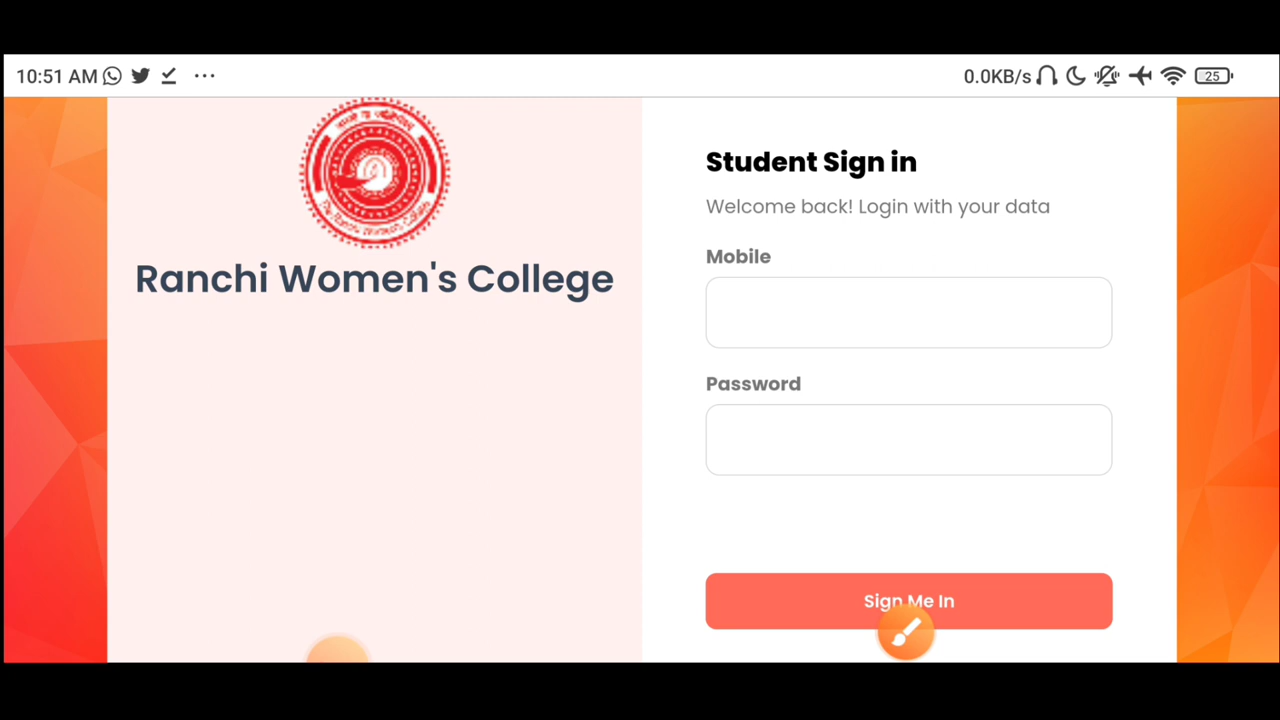 10:51 AM
0.0KB/s
25
Ranchi Women's College
Student Sign in
Welcome back! Login with your data
Mobile
Password
Sign Me In